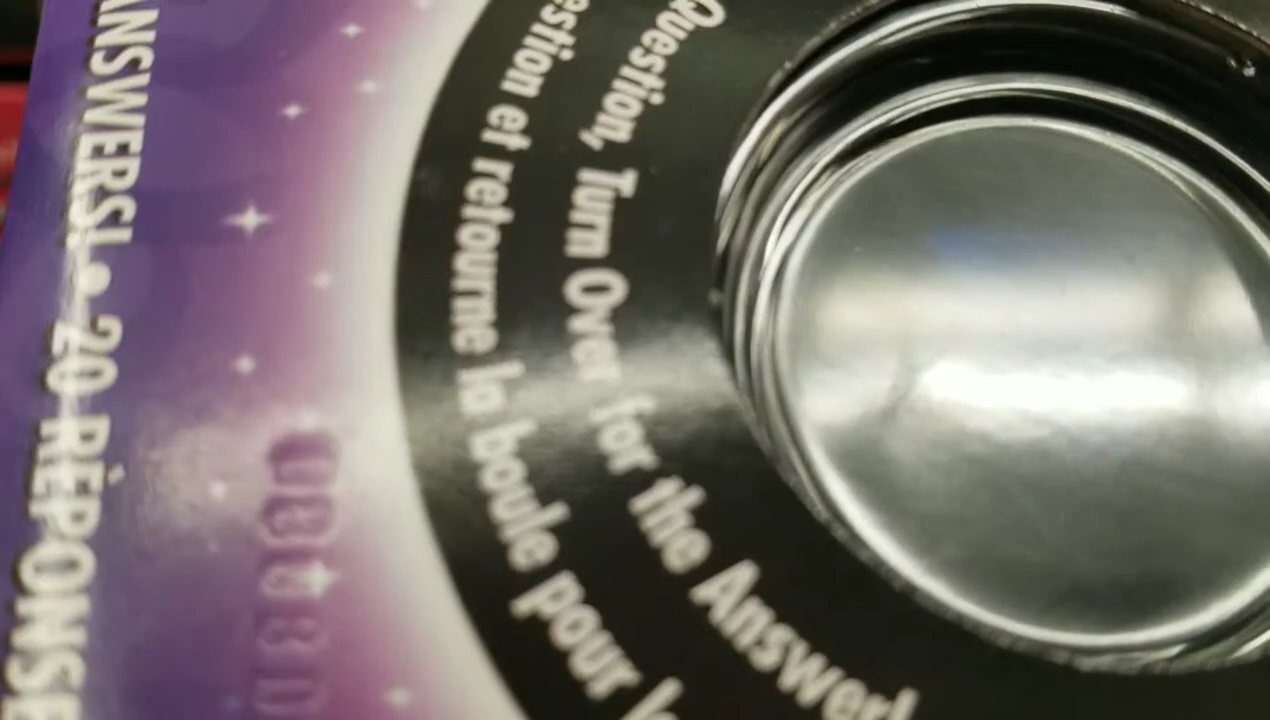 ANSWERS! • 20 RÉPONSE
Question, Turn Over for the Answer!
estion et retourne la boule pour